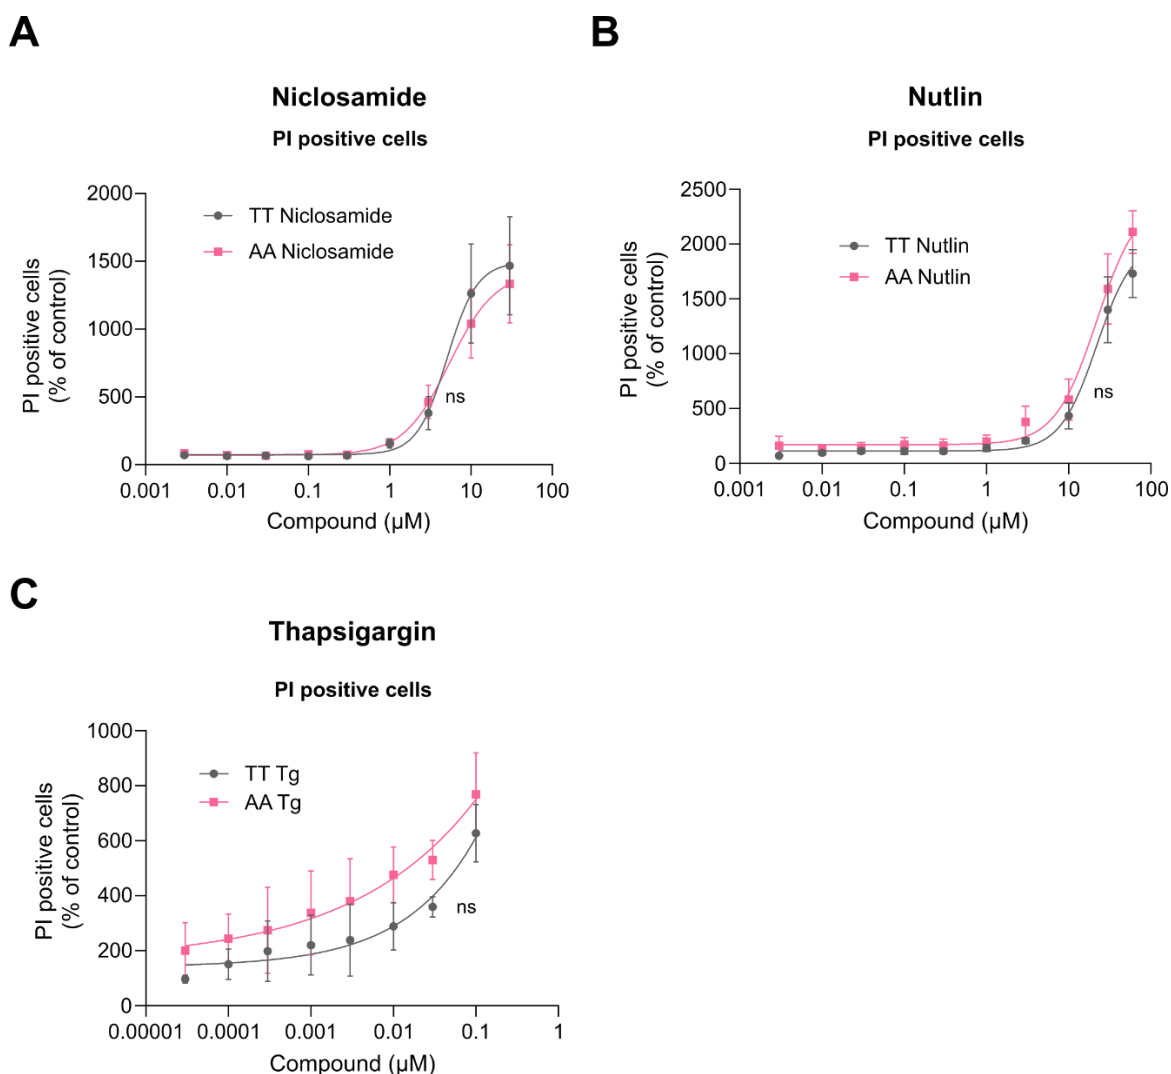 A
Niclosamide
PI positive cells
PI positive cells
(% of control)
2000
1500
1000
500
0
TT Niclosamide
AA Niclosamide
ns
0.001
0.01
0.1
1
10
100
Compound (µM)
B
Nutlin
PI positive cells
PI positive cells
(% of control)
2500
2000
1500
1000
500
0
TT Nutlin
AA Nutlin
ns
0.001
0.01
0.1
1
10
100
Compound (µM)
C
Thapsigargin
PI positive cells
PI positive cells
(% of control)
1000
800
600
400
200
0
TT Tg
AA Tg
ns
0.00001
0.0001
0.001
0.01
0.1
1
Compound (µM)